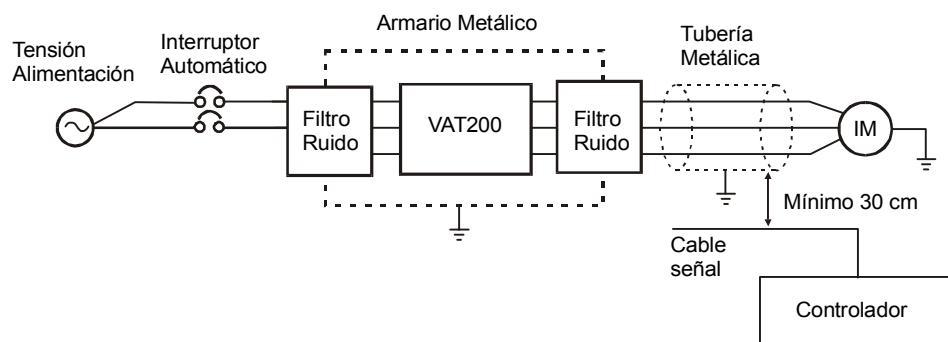 Armario Metálico
Tensión
Alimentación
Interruptor
Automático
Tubería
Metálica
Filtro
Ruido
VAT200
Filtro
Ruido
IM
Mínimo 30 cm
Cable
señal
Controlador